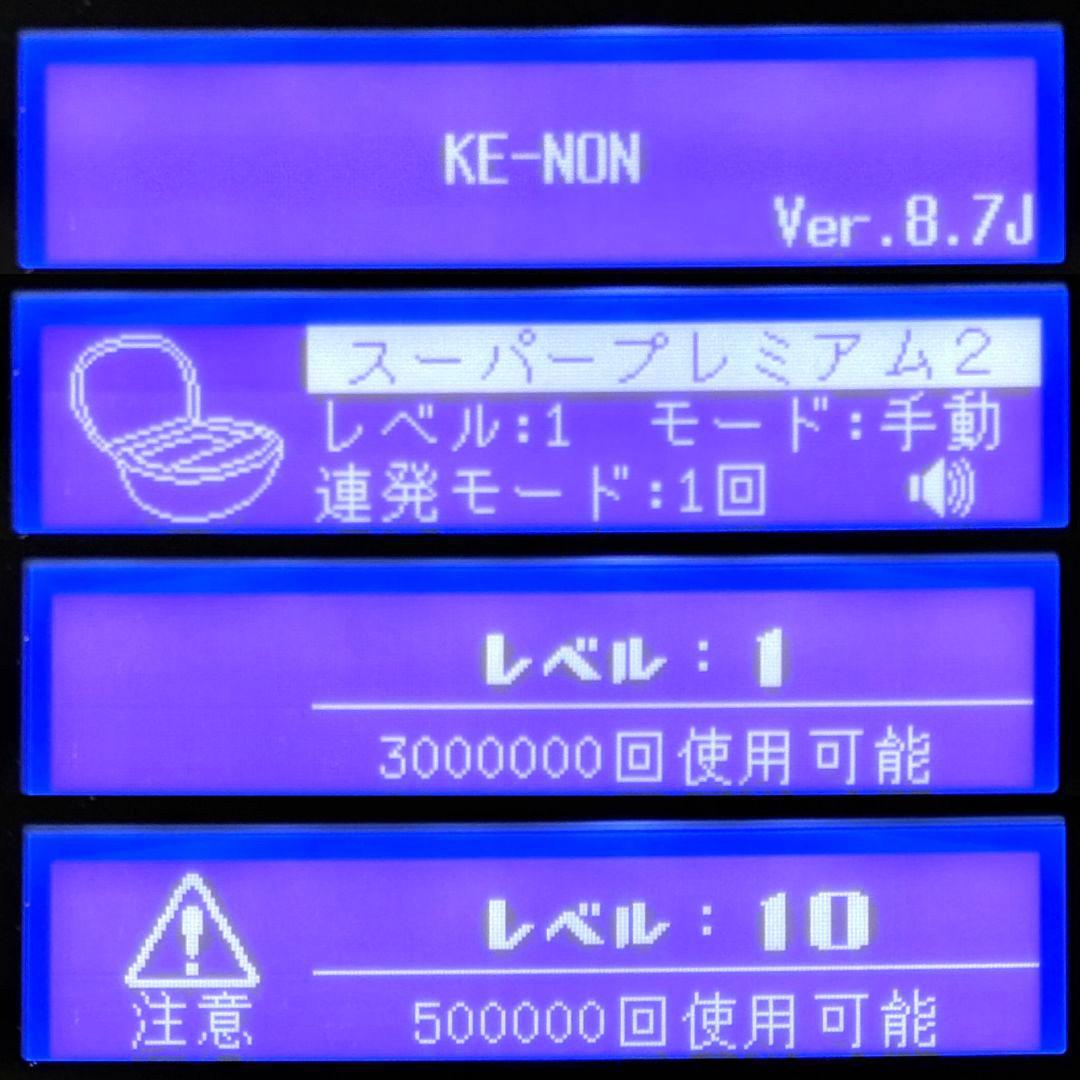 KE-NON
Ver.8.7J
スーパープレミアム2
レベル:1 モード:手動
連発モード:1回
レベル:1
3000000回使用可能
レベル:10
注意
500000回使用可能